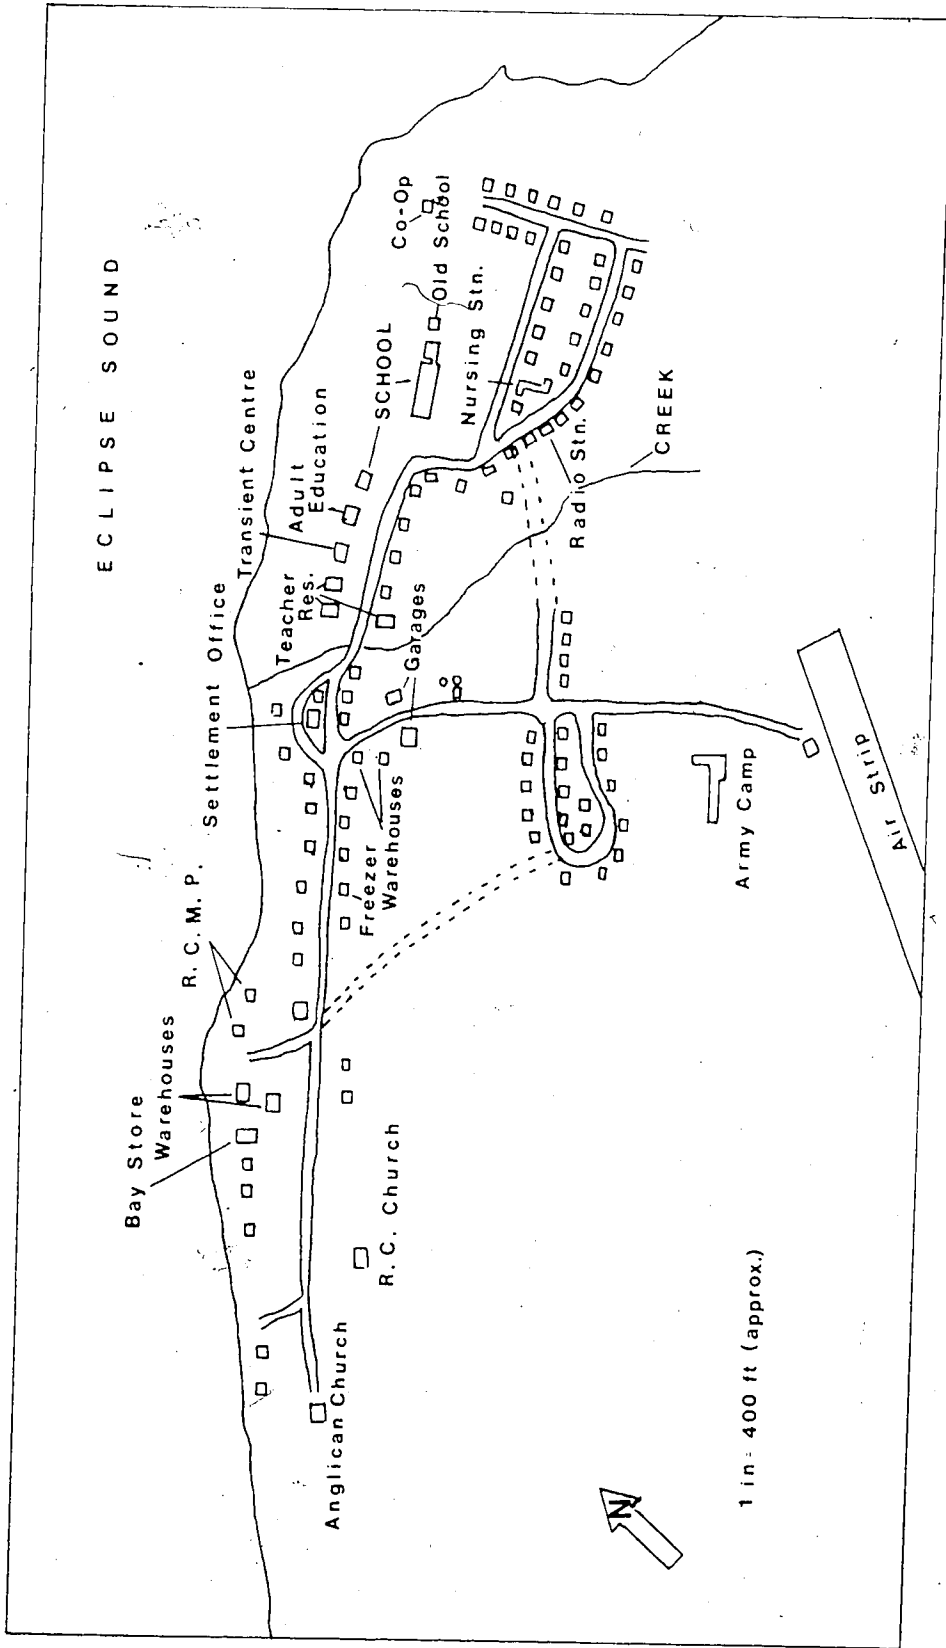 ECLIPSE SOUND
Bay Store
Warehouses
R. C. M. P.
Settlement Office
Transient Centre
Teacher
Res.
Adult
Education
SCHOOL
Co-Op
Old School
Nursing Stn.
Radio Stn.
CREEK
Garages
Freezer
Warehouses
Army Camp
Air Strip
R. C. Church
Anglican Church
N
1 in = 400 ft (approx.)